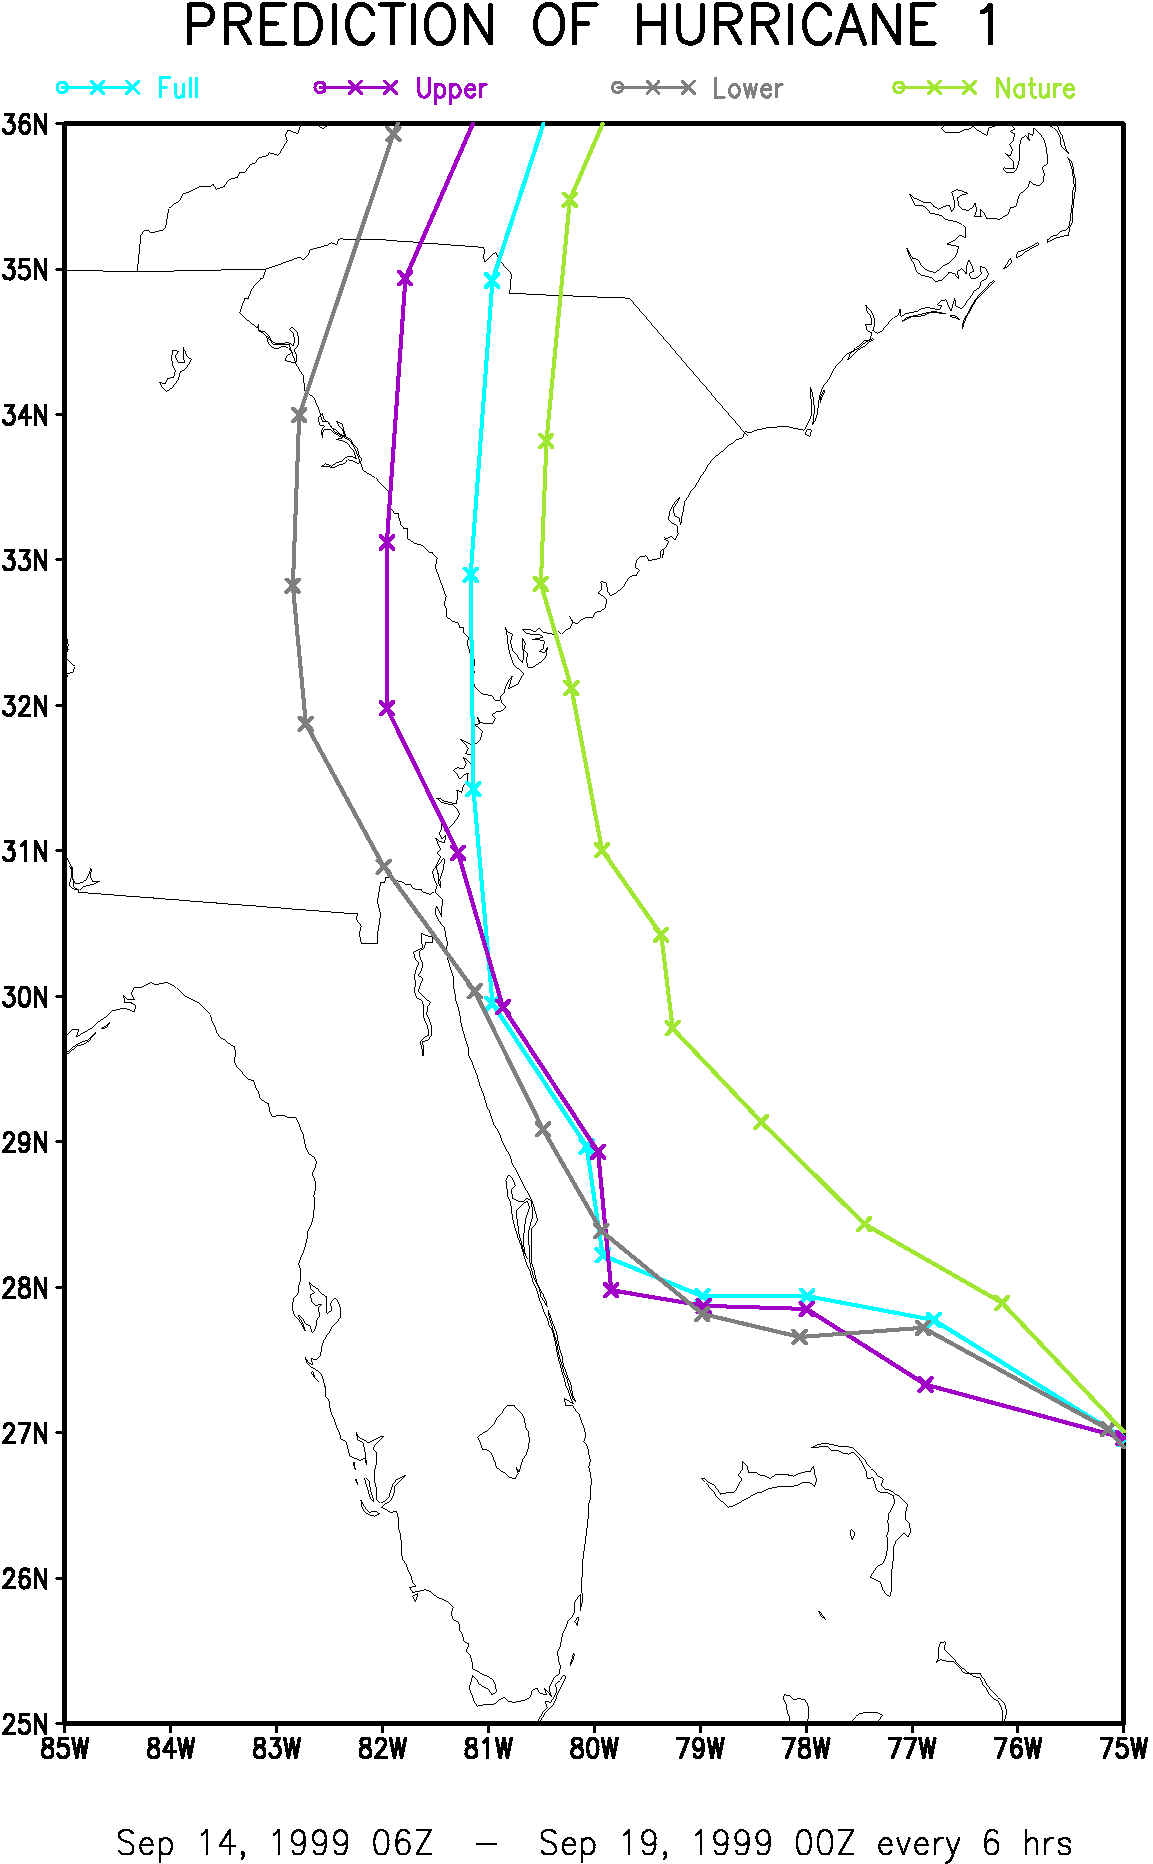 PREDICTION OF HURRICANE 1
Full Upper Lower Nature
36N
35N
34N
33N
32N
31N
30N
29N
28N
27N
26N
25N
85W 84W 83W 82W 81W 80W 79W 78W 77W 76W 75W
Sep 14, 1999 06Z – Sep 19, 1999 00Z every 6 hrs